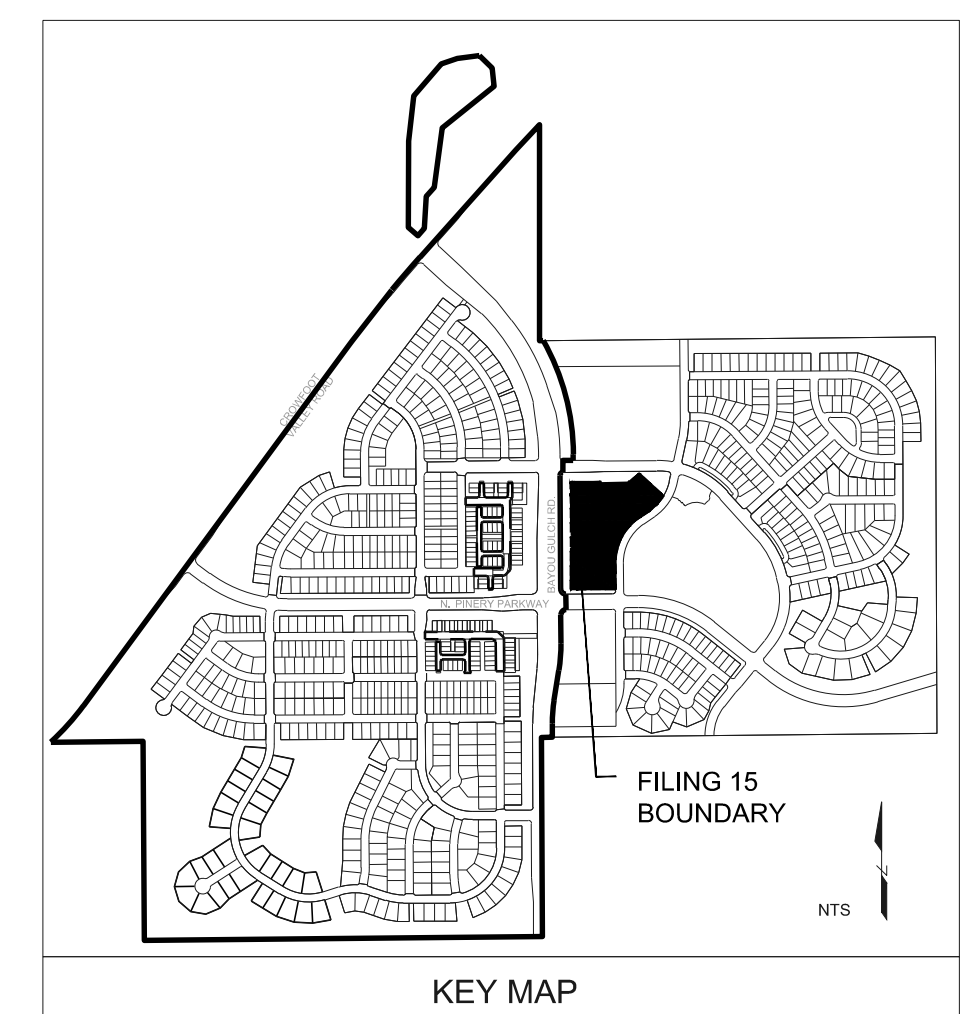 CROWFOOT
VALLEY ROAD
BAYOU GULCH RD.
N. PINERY PARKWAY
FILING 15
BOUNDARY
N
NTS
KEY MAP